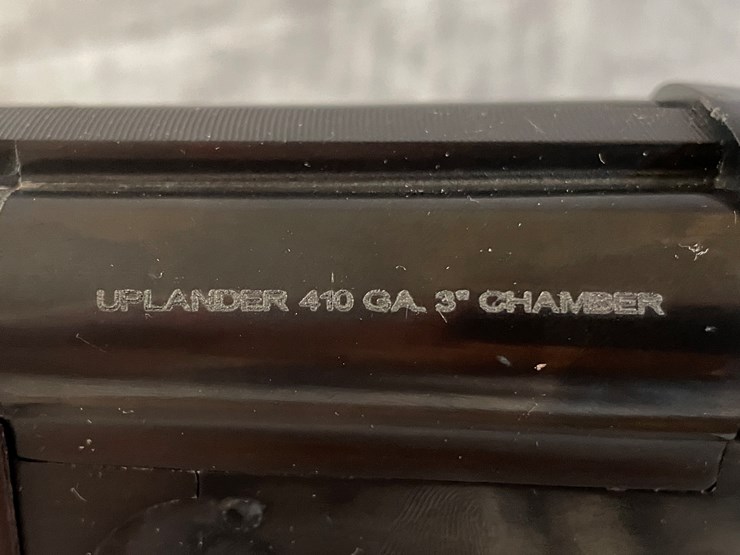 UPLANDER 410 GA. 3" CHAMBER